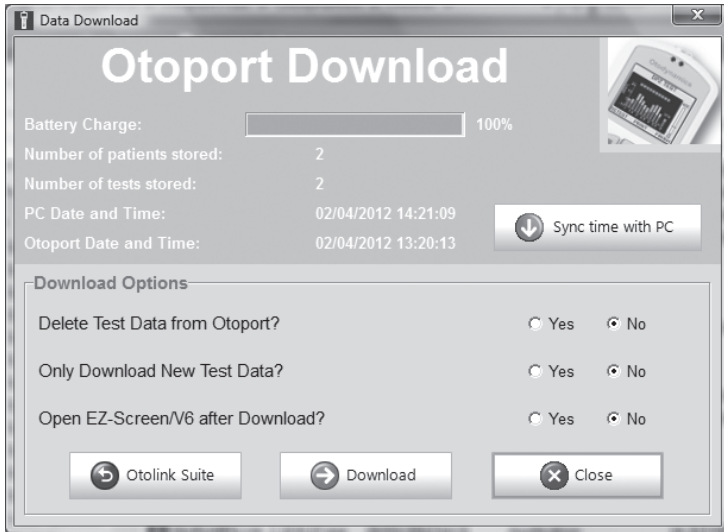 Data Download
Otoport Download
Battery Charge: 100%
Number of patients stored: 2
Number of tests stored: 2
PC Date and Time: 02/04/2012 14:21:09
Otoport Date and Time: 02/04/2012 13:20:13
Sync time with PC
Download Options
Delete Test Data from Otoport? Yes No
Only Download New Test Data? Yes No
Open EZ-Screen/V6 after Download? Yes No
Otolink Suite Download Close